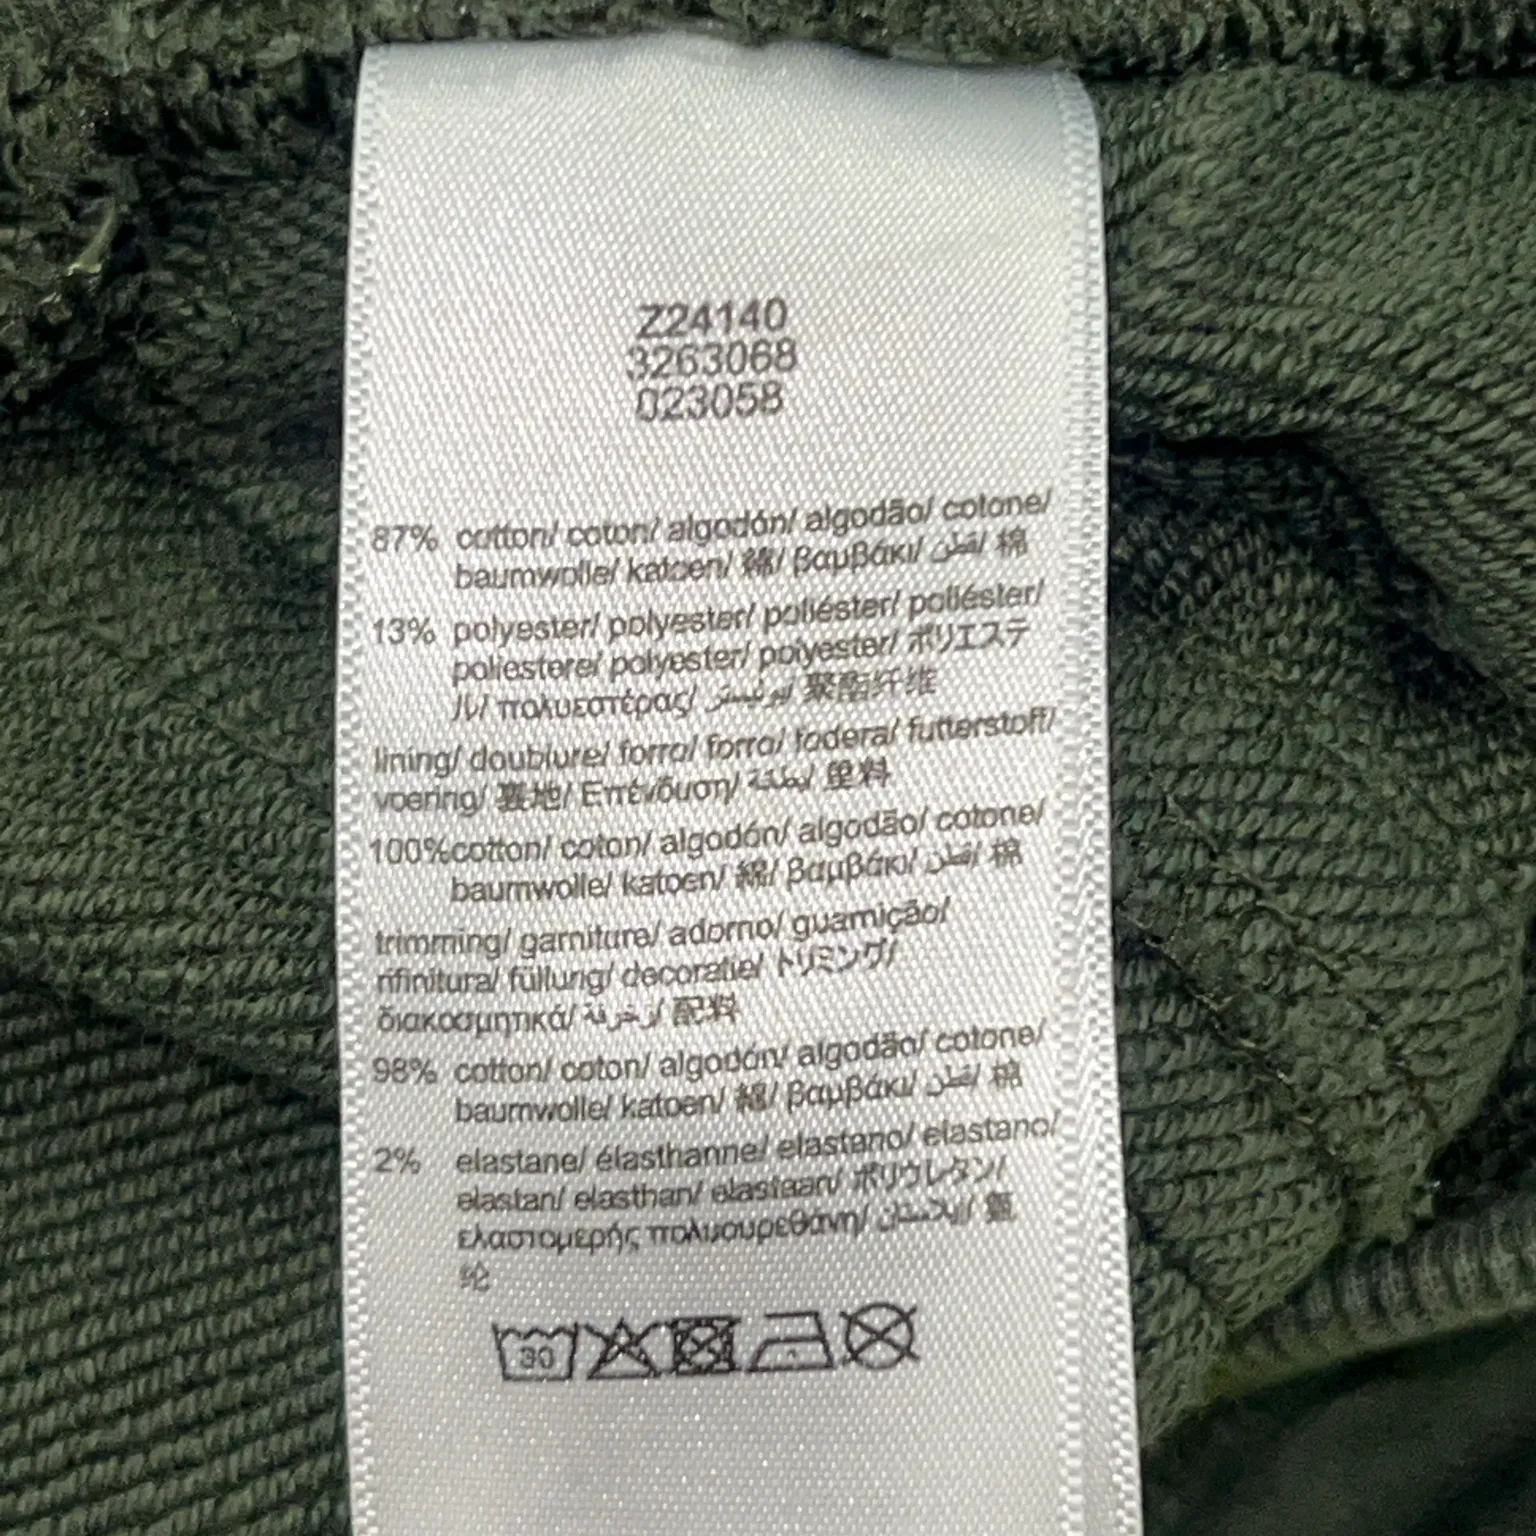 Z24140
3263068
023058
87% cotton/ coton/ algodón/ algodão/ cotone/
baumwolle/ katoen/ 綿/ βαμβάκι/ قطن/ 棉
13% polyester/ polyester/ poliéster/ poliéster/
poliestere/ polyester/ polyester/ ポリエステ
ル/ πολυεστέρας/ بوليستر/ 聚酯纤维
lining/ doublure/ forro/ forro/ fodera/ futterstoff/
voering/ 裏地/ Επένδυση/ بطانة/ 里料
100%cotton/ coton/ algodón/ algodão/ cotone/
baumwolle/ katoen/ 綿/ βαμβάκι/ قطن/ 棉
trimming/ garniture/ adorno/ guarnição/
rifinitura/ füllung/ decoratie/ トリミング/
διακοσμητικά/ زخرفة/ 配料
98% cotton/ coton/ algodón/ algodão/ cotone/
baumwolle/ katoen/ 綿/ βαμβάκι/ قطن/ 棉
2% elastane/ élasthanne/ elastano/ elastano/
elastan/ elasthan/ elastaan/ ポリウレタン/
ελαστομερής πολυουρεθάνη/ إيلاستان/ 氨
纶
30